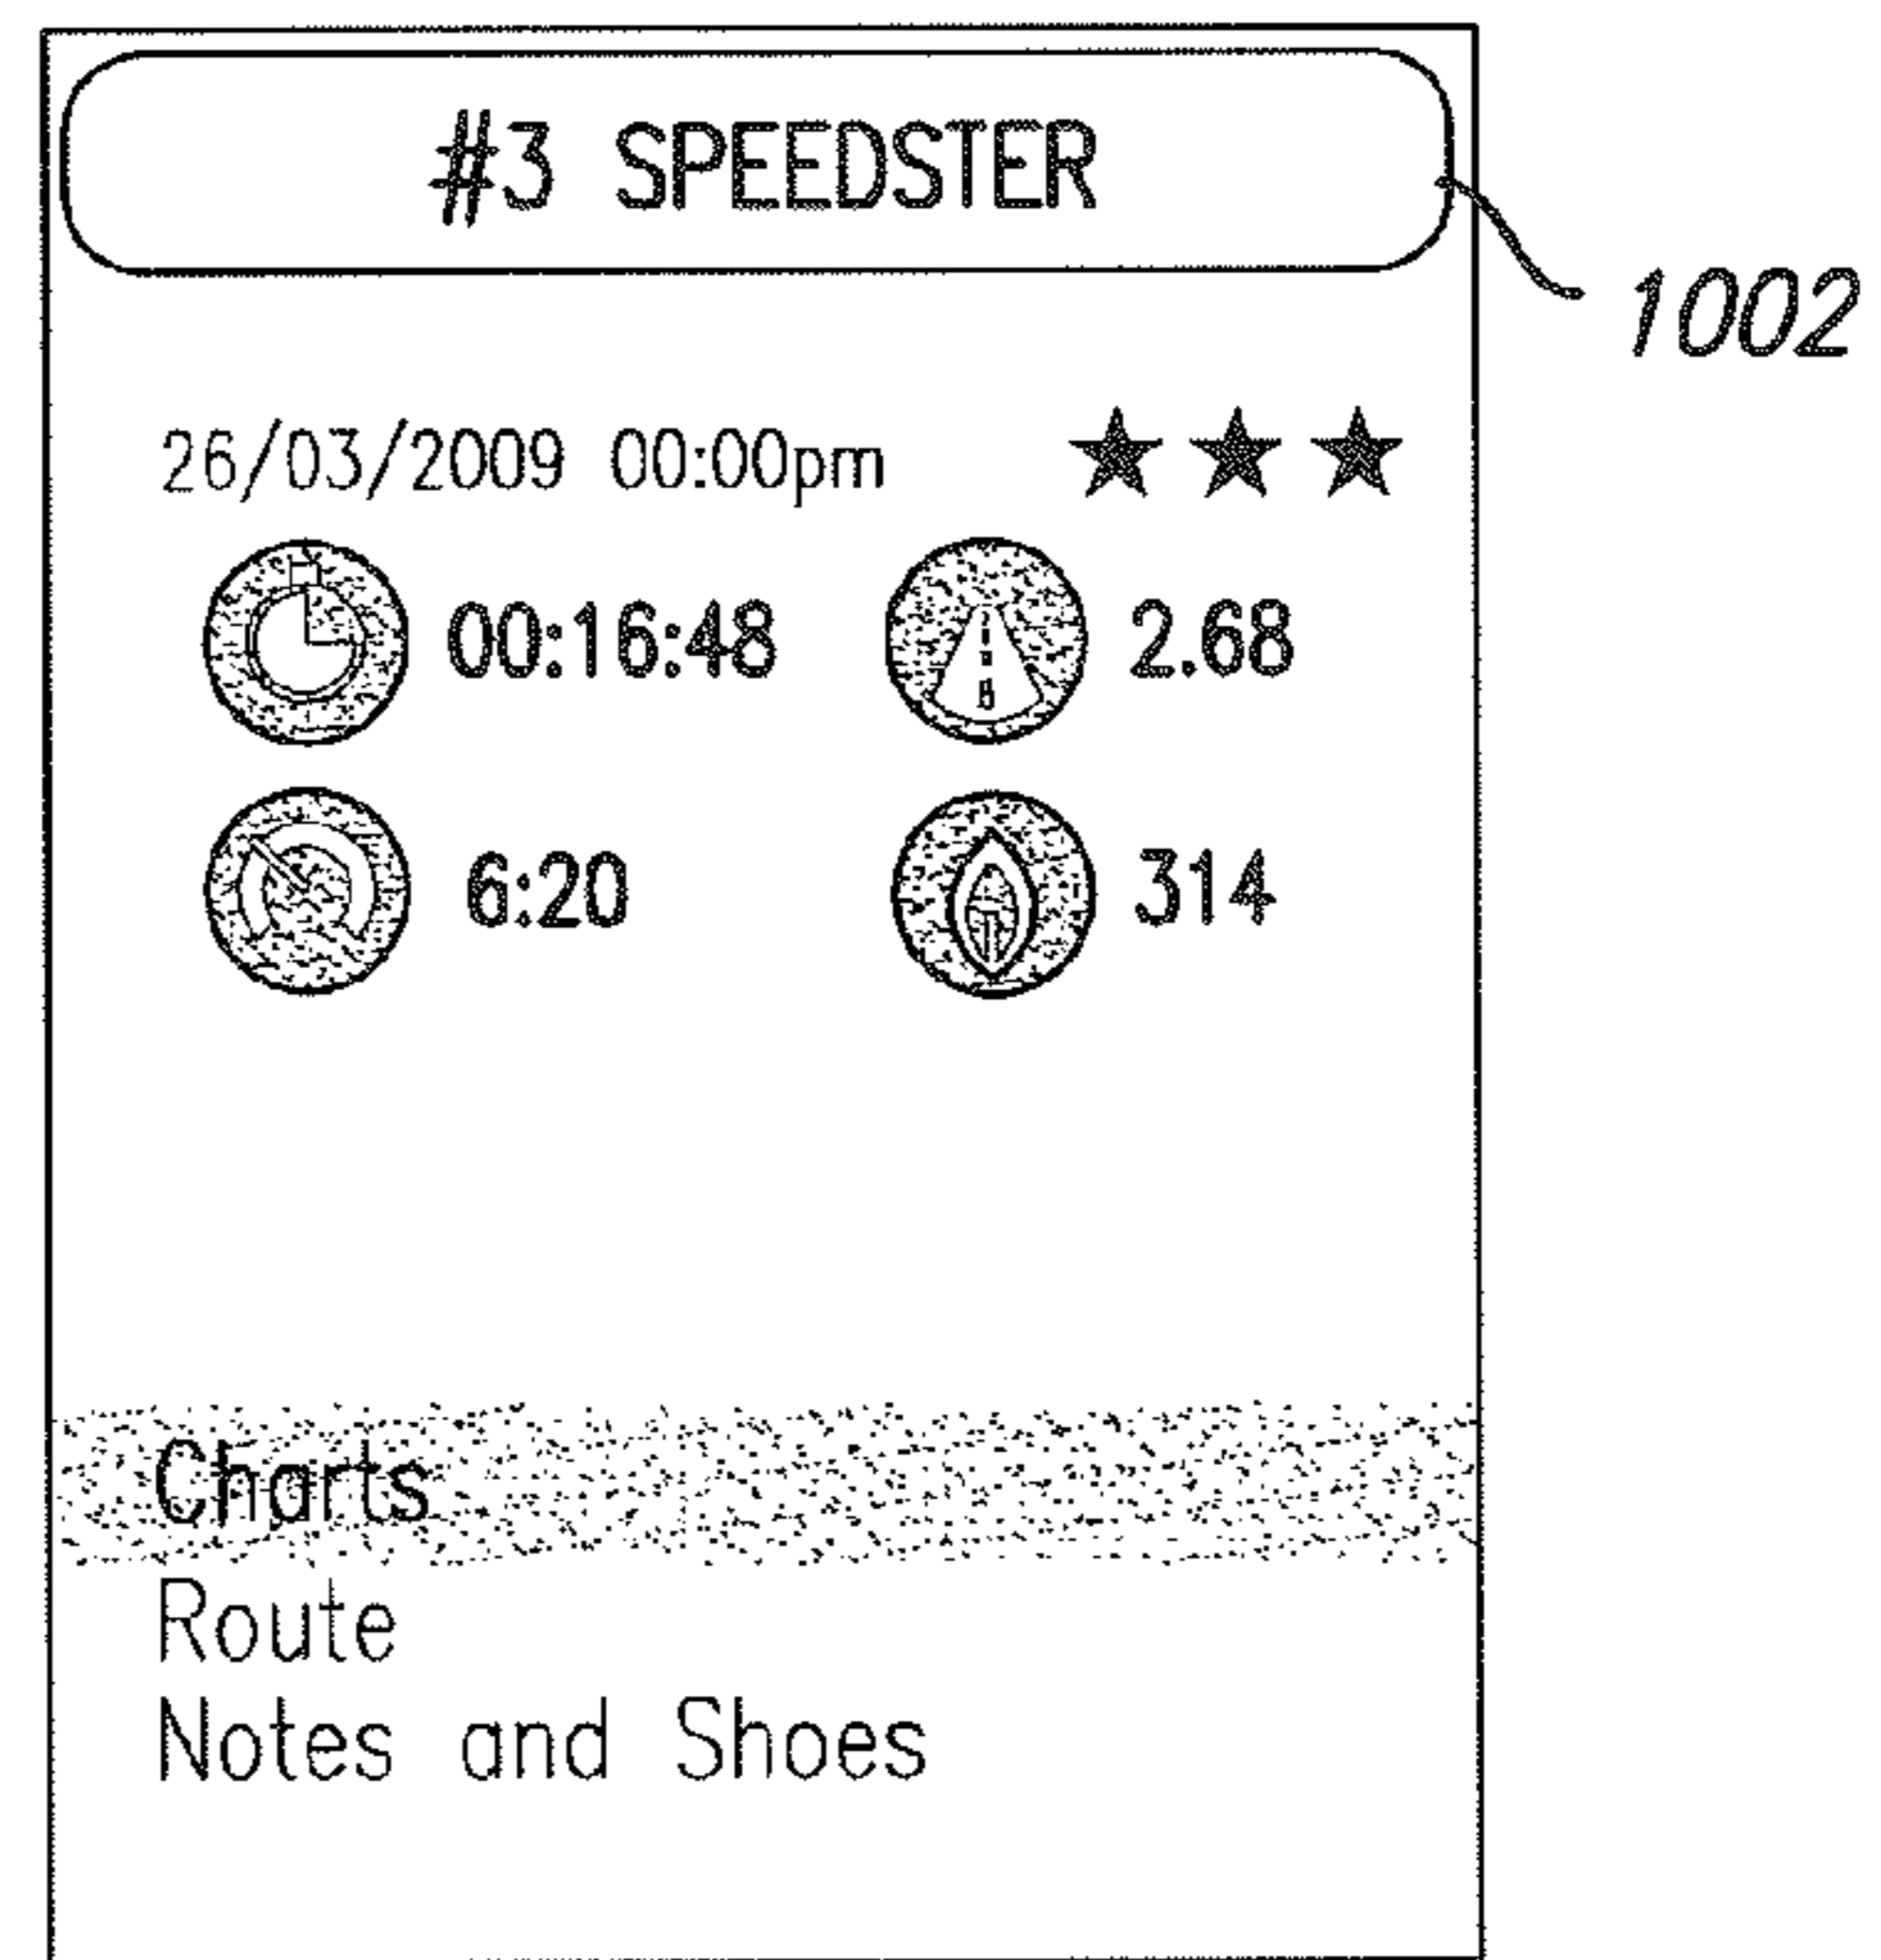 #3 SPEEDSTER
1002
26/03/2009 00:00pm
00:16:48 2.68
6:20 314
Charts
Route
Notes and Shoes